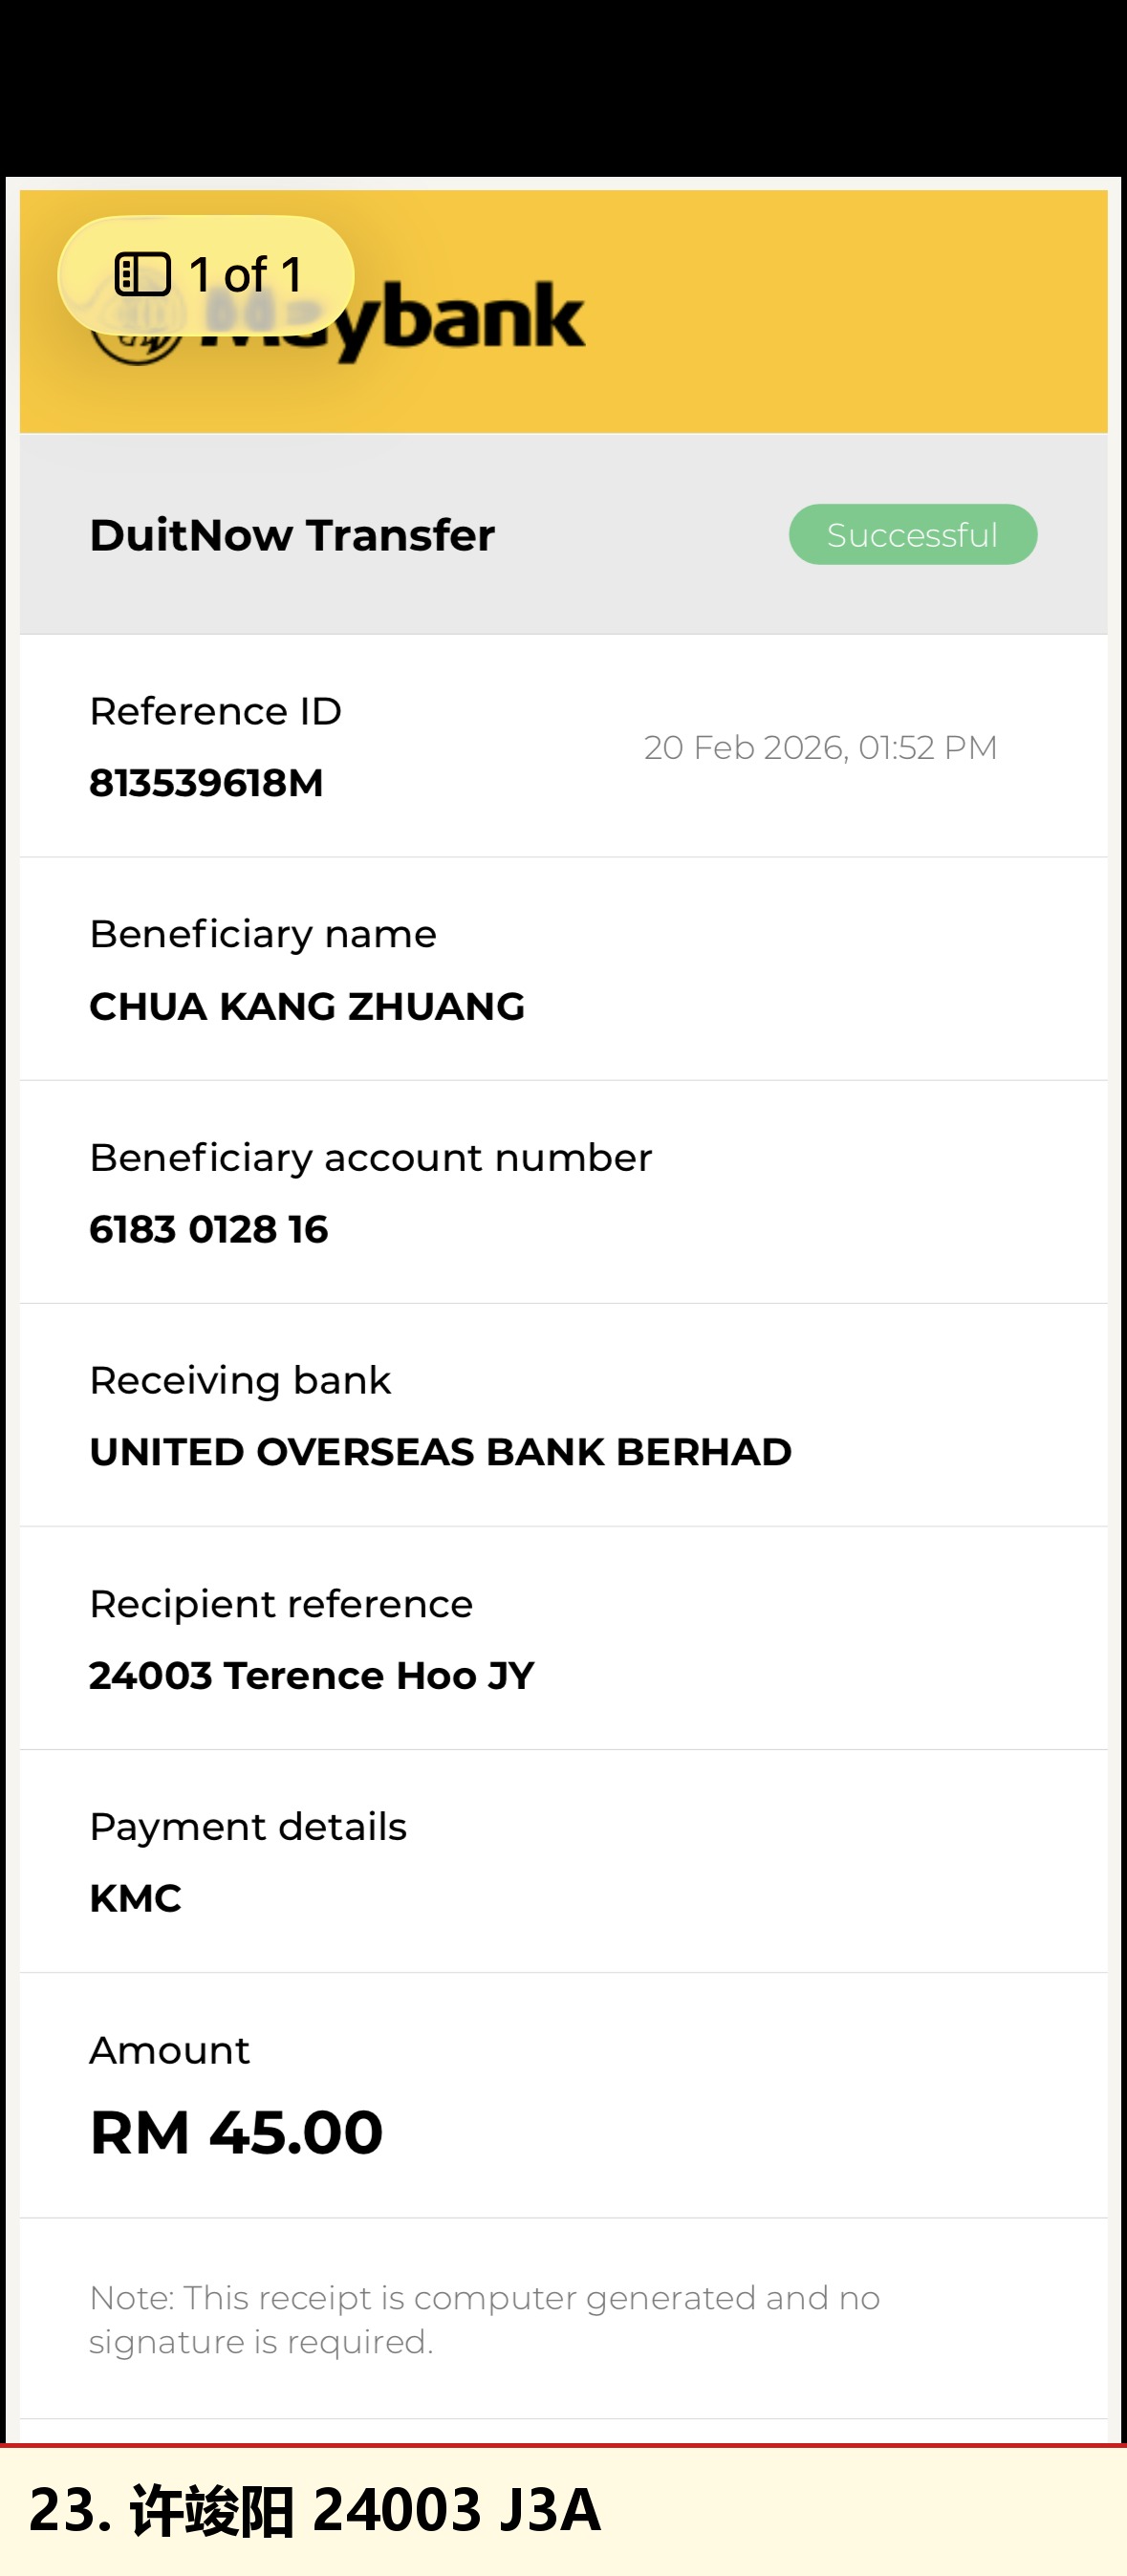 1 of 1
Maybank
DuitNow Transfer
Successful
Reference ID
20 Feb 2026, 01:52 PM
813539618M
Beneficiary name
CHUA KANG ZHUANG
Beneficiary account number
6183 0128 16
Receiving bank
UNITED OVERSEAS BANK BERHAD
Recipient reference
24003 Terence Hoo JY
Payment details
KMC
Amount
RM 45.00
Note: This receipt is computer generated and no
signature is required.
23. 许竣阳 24003 J3A